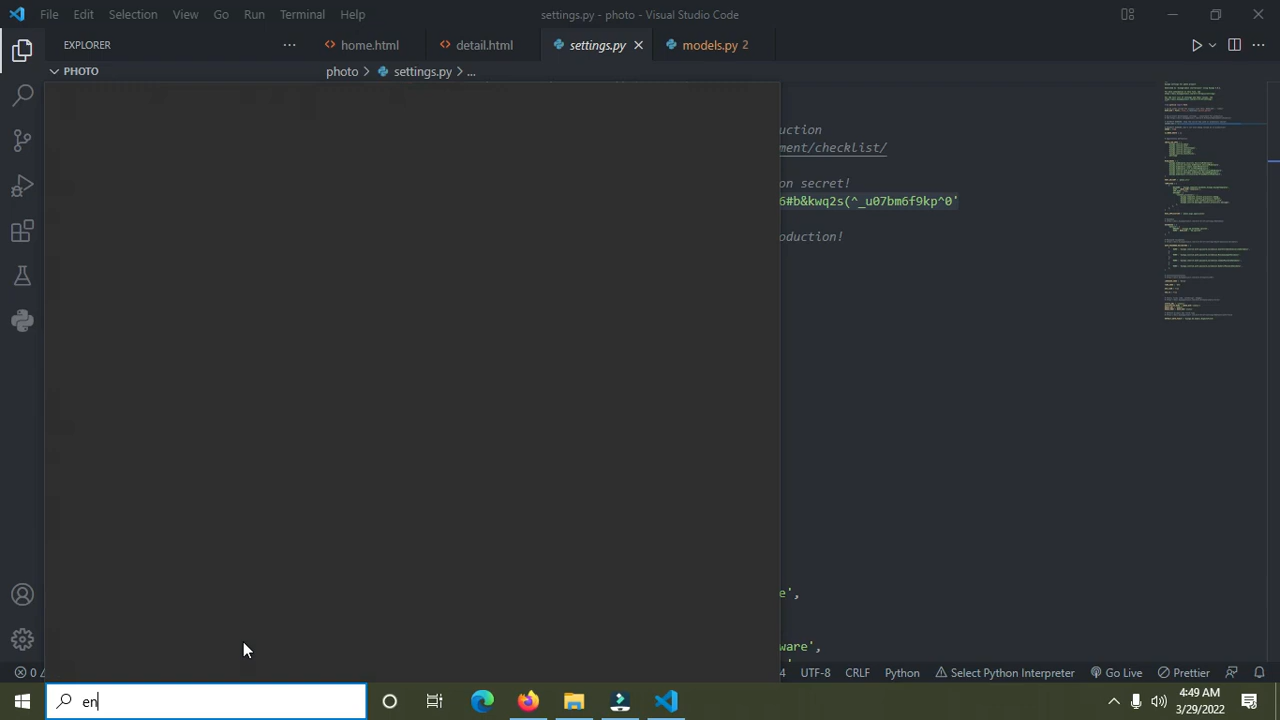 File Edit Selection View Go Run Terminal Help settings.py - photo - Visual Studio Code
EXPLORER ··· home.html detail.html settings.py models.py 2
PHOTO photo settings.py ...
uction
ment/checklist/
on secret!
6#b&kwq2s(^_u07bm6f9kp^0'
oduction!
e',
ware',
0 UTF-8 CRLF Python Select Python Interpreter Go Live Prettier
en
4:49 AM
3/29/2022